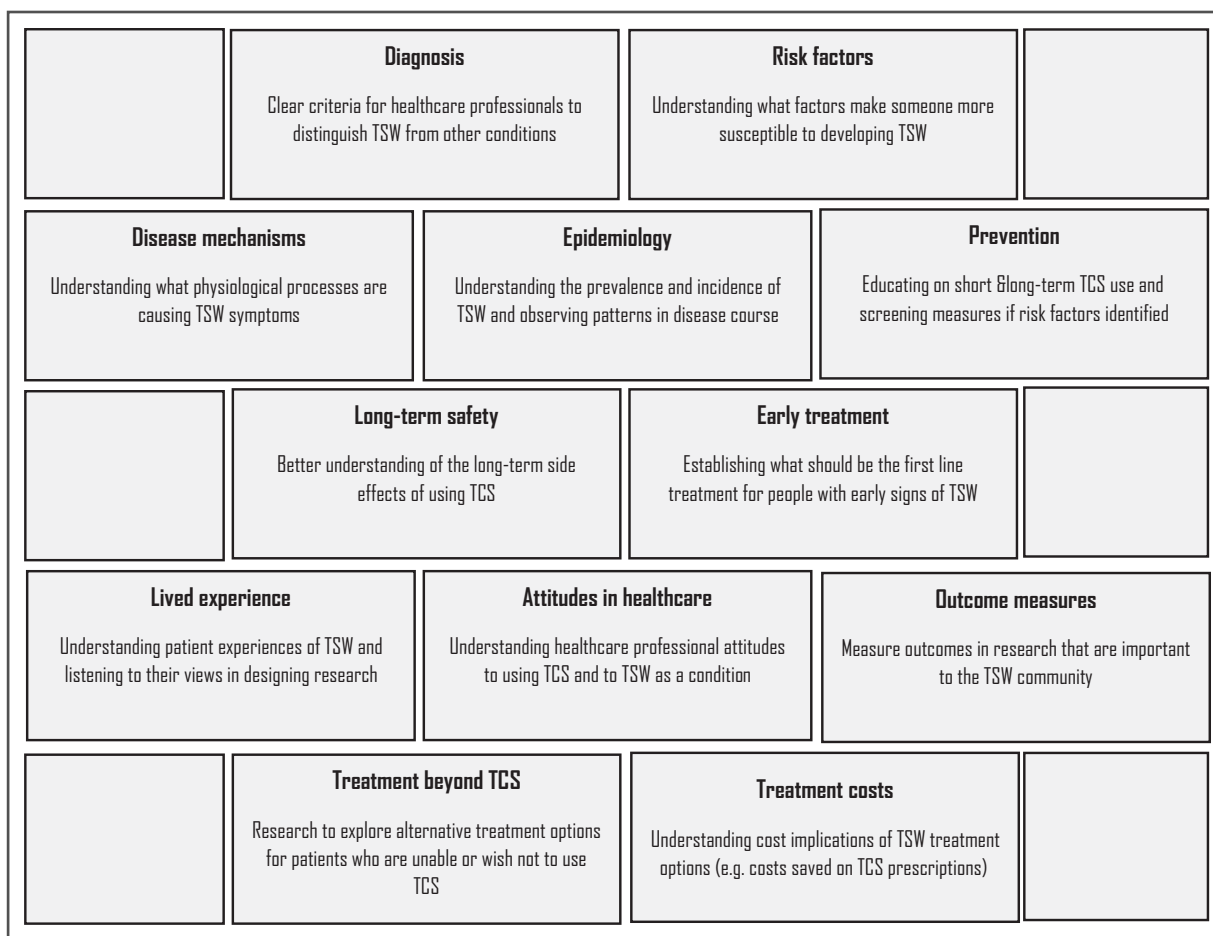 Diagnosis
Clear criteria for healthcare professionals to
distinguish TSW from other conditions
Risk factors
Understanding what factors make someone more
susceptible to developing TSW
Disease mechanisms
Understanding what physiological processes are
causing TSW symptoms
Epidemiology
Understanding the prevalence and incidence of
TSW and observing patterns in disease course
Prevention
Educating on short &long-term TCS use and
screening measures if risk factors identified
Long-term safety
Better understanding of the long-term side
effects of using TCS
Early treatment
Establishing what should be the first line
treatment for people with early signs of TSW
Lived experience
Understanding patient experiences of TSW and
listening to their views in designing research
Attitudes in healthcare
Understanding healthcare professional attitudes
to using TCS and to TSW as a condition
Outcome measures
Measure outcomes in research that are important
to the TSW community
Treatment beyond TCS
Research to explore alternative treatment options
for patients who are unable or wish not to use
TCS
Treatment costs
Understanding cost implications of TSW treatment
options (e.g. costs saved on TCS prescriptions)